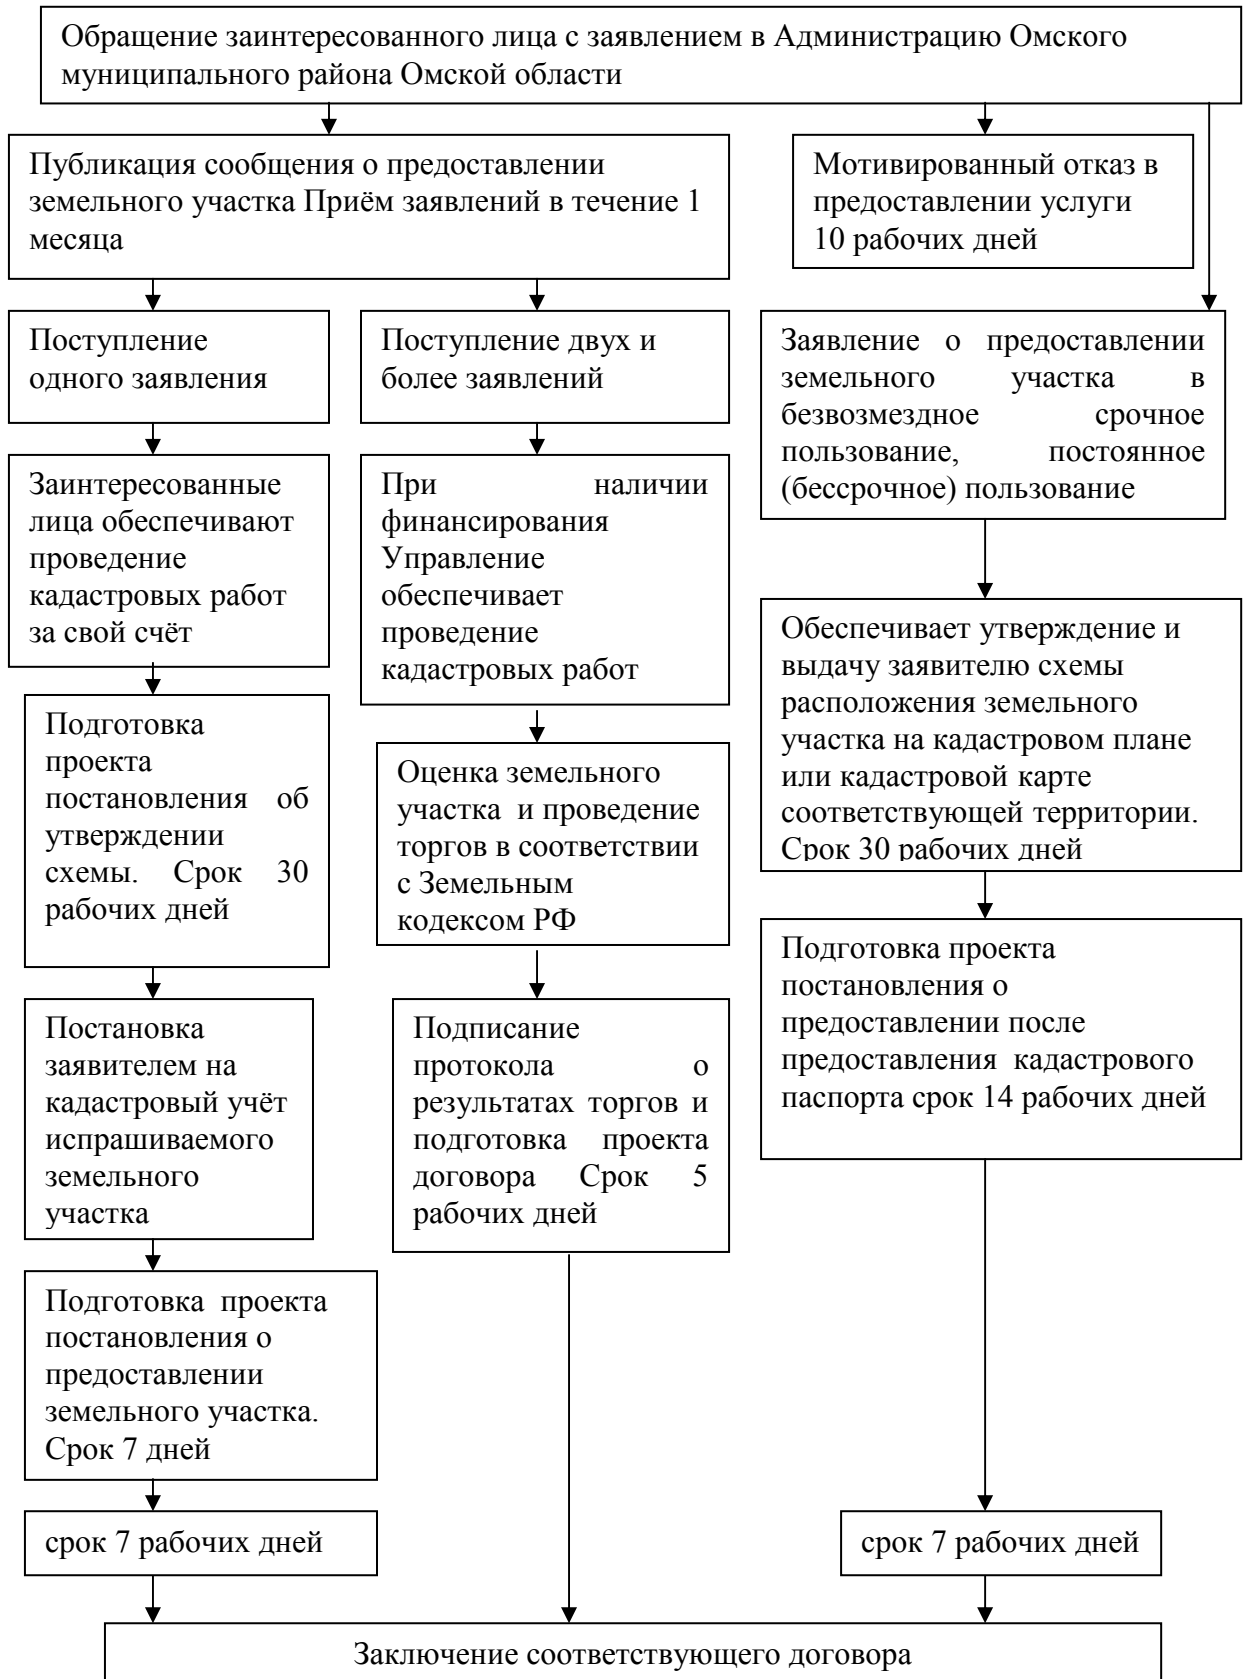 Обращение заинтересованного лица с заявлением в Администрацию Омского
муниципального района Омской области
Публикация сообщения о предоставлении
земельного участка Приём заявлений в течение 1
месяца
Мотивированный отказ в
предоставлении услуги
10 рабочих дней
Поступление
одного заявления
Поступление двух и
более заявлений
Заявление о предоставлении
земельного участка в
безвозмездное срочное
пользование, постоянное
(бессрочное) пользование
Заинтересованные
лица обеспечивают
проведение
кадастровых работ
за свой счёт
При наличии
финансирования
Управление
обеспечивает
проведение
кадастровых работ
Обеспечивает утверждение и
выдачу заявителю схемы
расположения земельного
участка на кадастровом плане
или кадастровой карте
соответствующей территории.
Срок 30 рабочих дней
Подготовка
проекта
постановления об
утверждении
схемы. Срок 30
рабочих дней
Оценка земельного
участка и проведение
торгов в соответствии
с Земельным
кодексом РФ
Подготовка проекта
постановления о
предоставлении после
предоставления кадастрового
паспорта срок 14 рабочих дней
Постановка
заявителем на
кадастровый учёт
испрашиваемого
земельного
участка
Подписание
протокола о
результатах торгов и
подготовка проекта
договора Срок 5
рабочих дней
Подготовка проекта
постановления о
предоставлении
земельного участка.
Срок 7 дней
срок 7 рабочих дней
срок 7 рабочих дней
Заключение соответствующего договора